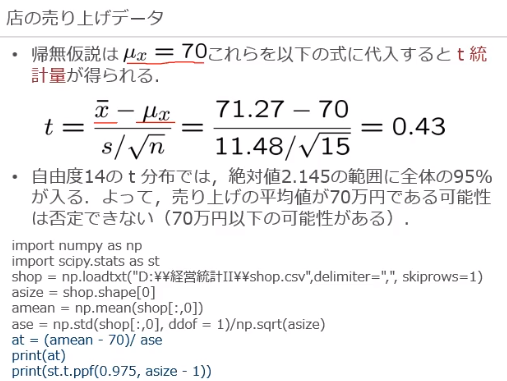 店の売り上げデータ
• 帰無仮説は μx = 70 これらを以下の式に代入すると t 統
計量が得られる.
t = (x̄ − μx)/(s/√n) = (71.27 − 70)/(11.48/√15) = 0.43
• 自由度14の t 分布では，絶対値2.145の範囲に全体の95%
が入る．よって，売り上げの平均値が70万円である可能性
は否定できない（70万円以下の可能性がある）.
import numpy as np
import scipy.stats as st
shop = np.loadtxt("D:¥¥経営統計II¥¥shop.csv",delimiter=",", skiprows=1)
asize = shop.shape[0]
amean = np.mean(shop[:,0])
ase = np.std(shop[:,0], ddof = 1)/np.sqrt(asize)
at = (amean - 70)/ ase
print(at)
print(st.t.ppf(0.975, asize - 1))